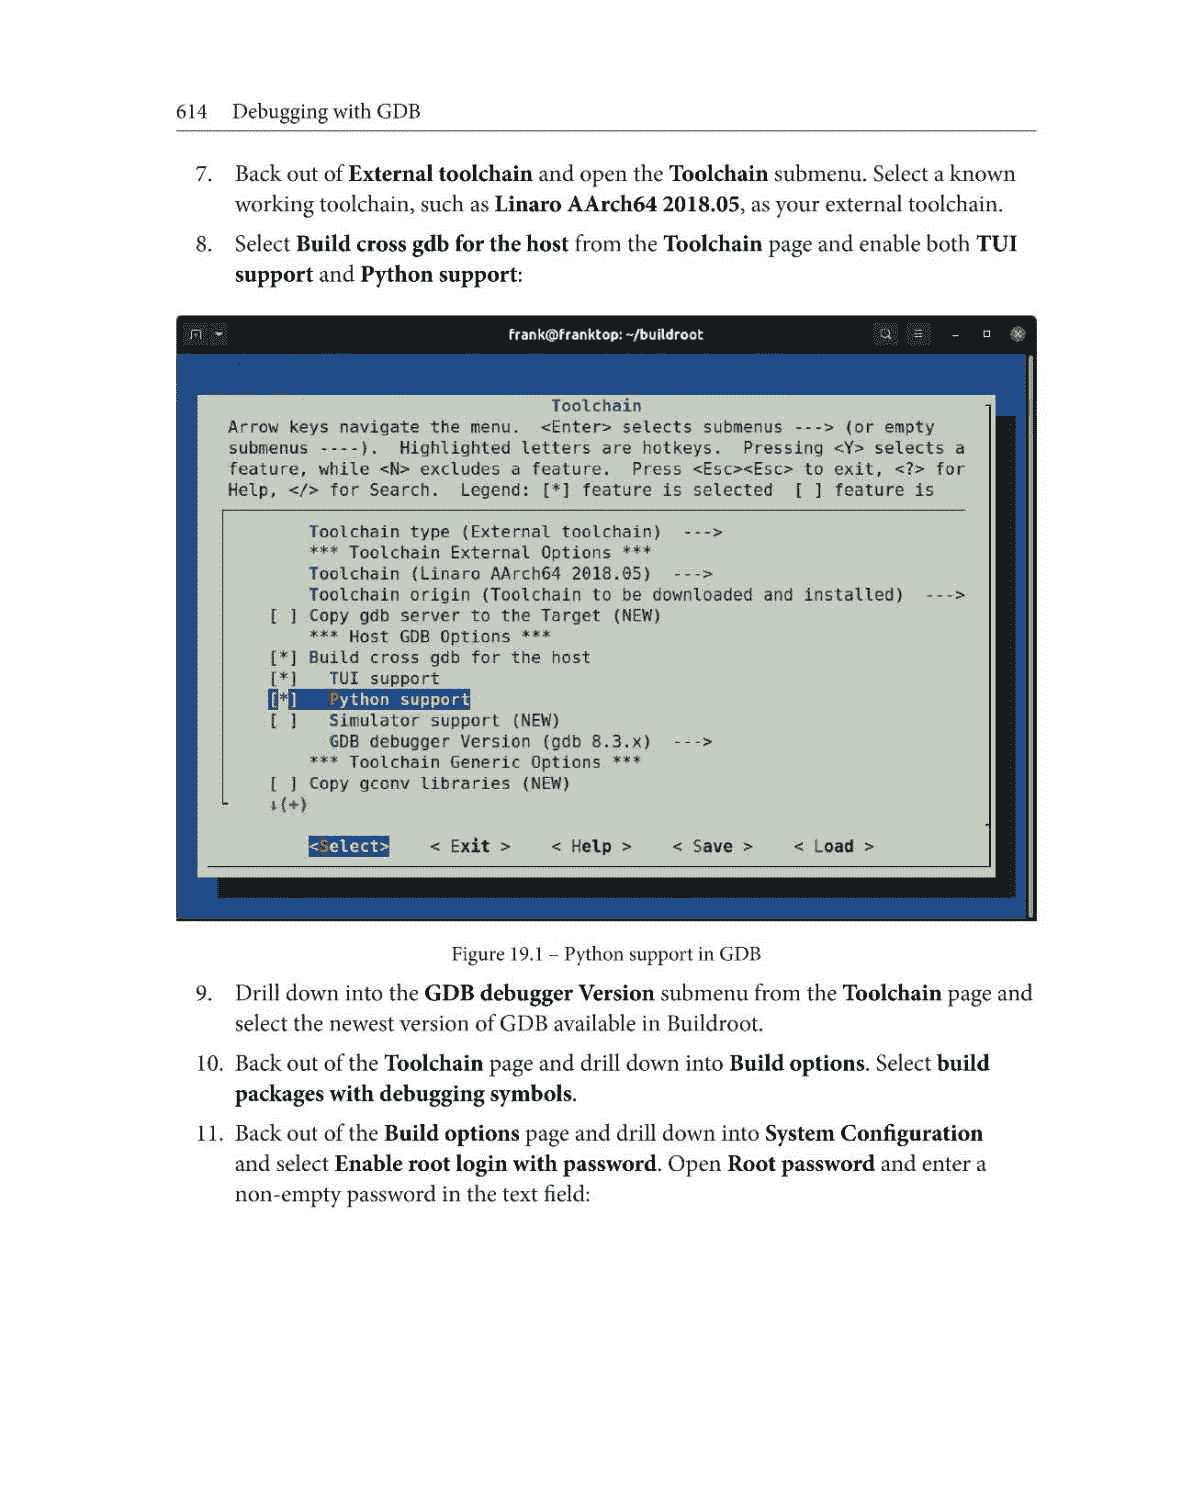 614 Debugging with GDB
7. Back out of External toolchain and open the Toolchain submenu. Select a known
working toolchain, such as Linaro AArch64 2018.05, as your external toolchain.
8. Select Build cross gdb for the host from the Toolchain page and enable both TUI
support and Python support:
frank@franktop: ~/buildroot
Toolchain
Arrow keys navigate the menu. <Enter> selects submenus ---> (or empty
submenus ----). Highlighted letters are hotkeys. Pressing <Y> selects a
feature, while <N> excludes a feature. Press <Esc><Esc> to exit, <?> for
Help, </> for Search. Legend: [*] feature is selected [ ] feature is
Toolchain type (External toolchain) --->
*** Toolchain External Options ***
Toolchain (Linaro AArch64 2018.05) --->
Toolchain origin (Toolchain to be downloaded and installed) --->
[ ] Copy gdb server to the Target (NEW)
*** Host GDB Options ***
[*] Build cross gdb for the host
[*] TUI support
[*] Python support
[ ] Simulator support (NEW)
GDB debugger Version (gdb 8.3.x) --->
*** Toolchain Generic Options ***
[ ] Copy gconv libraries (NEW)
↓(+)
<Select> < Exit > < Help > < Save > < Load >
Figure 19.1 – Python support in GDB
9. Drill down into the GDB debugger Version submenu from the Toolchain page and
select the newest version of GDB available in Buildroot.
10. Back out of the Toolchain page and drill down into Build options. Select build
packages with debugging symbols.
11. Back out of the Build options page and drill down into System Configuration
and select Enable root login with password. Open Root password and enter a
non-empty password in the text field: